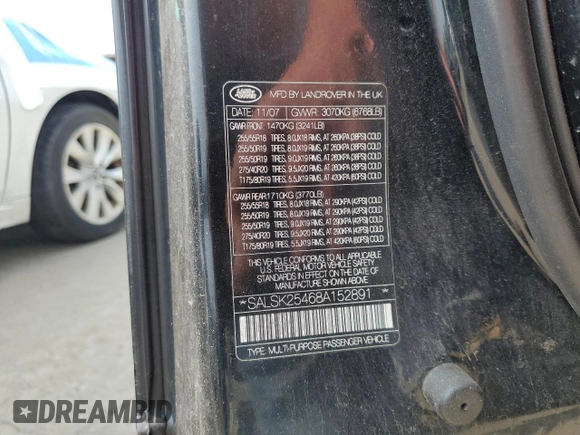 LAND ROVER
MFD BY LANDROVER IN THE UK
DATE: 11/07 GVWR: 3070KG (6768LB)
GAWR FRONT: 1470KG (3241LB)
255/55R18 TIRES, 8.0JX18 RIMS, AT 260KPA (38PSI) COLD
255/50R19 TIRES, 8.0JX19 RIMS, AT 260KPA (38PSI) COLD
255/50R19 TIRES, 9.0JX19 RIMS, AT 260KPA (38PSI) COLD
275/40R20 TIRES, 9.5JX20 RIMS, AT 260KPA (38PSI) COLD
T175/80R19 TIRES, 5.5JX19 RIMS, AT 420KPA (60PSI) COLD
GAWR REAR: 1710KG (3770LB)
255/55R18 TIRES, 8.0JX18 RIMS, AT 290KPA (42PSI) COLD
255/50R19 TIRES, 8.0JX19 RIMS, AT 290KPA (42PSI) COLD
255/50R19 TIRES, 9.0JX19 RIMS, AT 290KPA (42PSI) COLD
275/40R20 TIRES, 9.5JX20 RIMS, AT 290KPA (42PSI) COLD
T175/80R19 TIRES, 5.5JX19 RIMS, AT 420KPA (60PSI) COLD
THIS VEHICLE CONFORMS TO ALL APPLICABLE
U.S. FEDERAL MOTOR VEHICLE SAFETY
STANDARDS IN EFFECT ON THE DATE OF
MANUFACTURE SHOWN ABOVE
* SALSK25468A152891 *
TYPE: MULTI-PURPOSE PASSENGER VEHICLE
DREAMBID